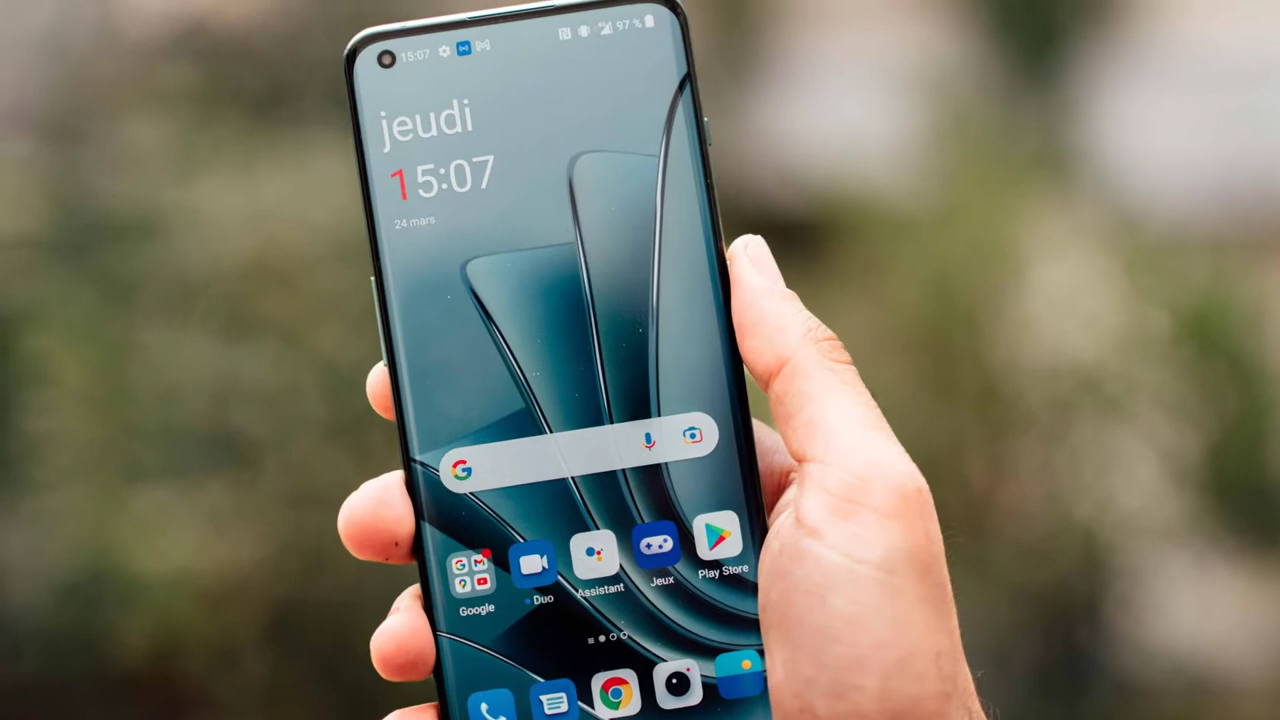 15:07
97 %
jeudi
15:07
24 mars
Google
Duo
Assistant
Jeux
Play Store